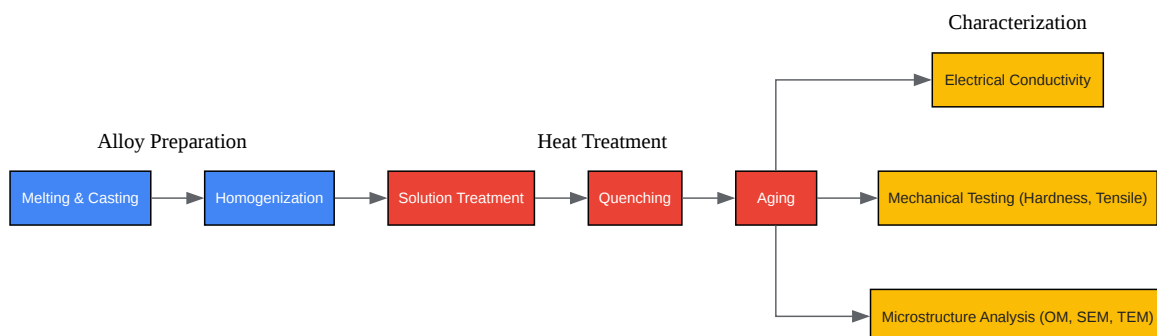 Characterization
Electrical Conductivity
Alloy Preparation
Heat Treatment
Melting & Casting
Homogenization
Solution Treatment
Quenching
Aging
Mechanical Testing (Hardness, Tensile)
Microstructure Analysis (OM, SEM, TEM)